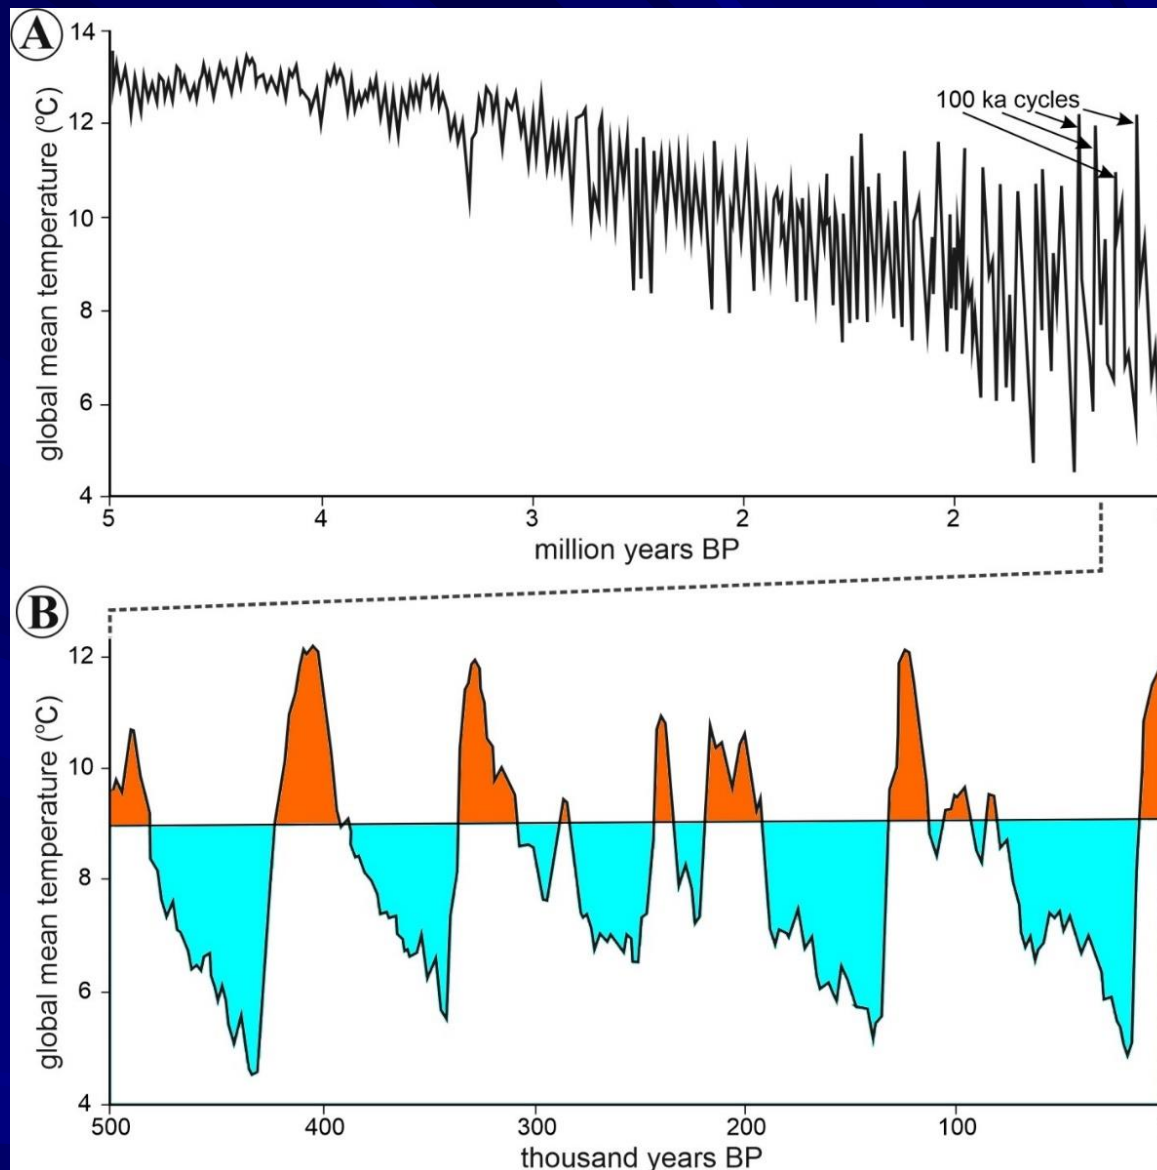 A
14
12
10
8
6
4
global mean temperature (ºC)
100 ka cycles
5 4 3 2 2
million years BP
B
12
10
8
6
4
global mean temperature (ºC)
500 400 300 200 100
thousand years BP